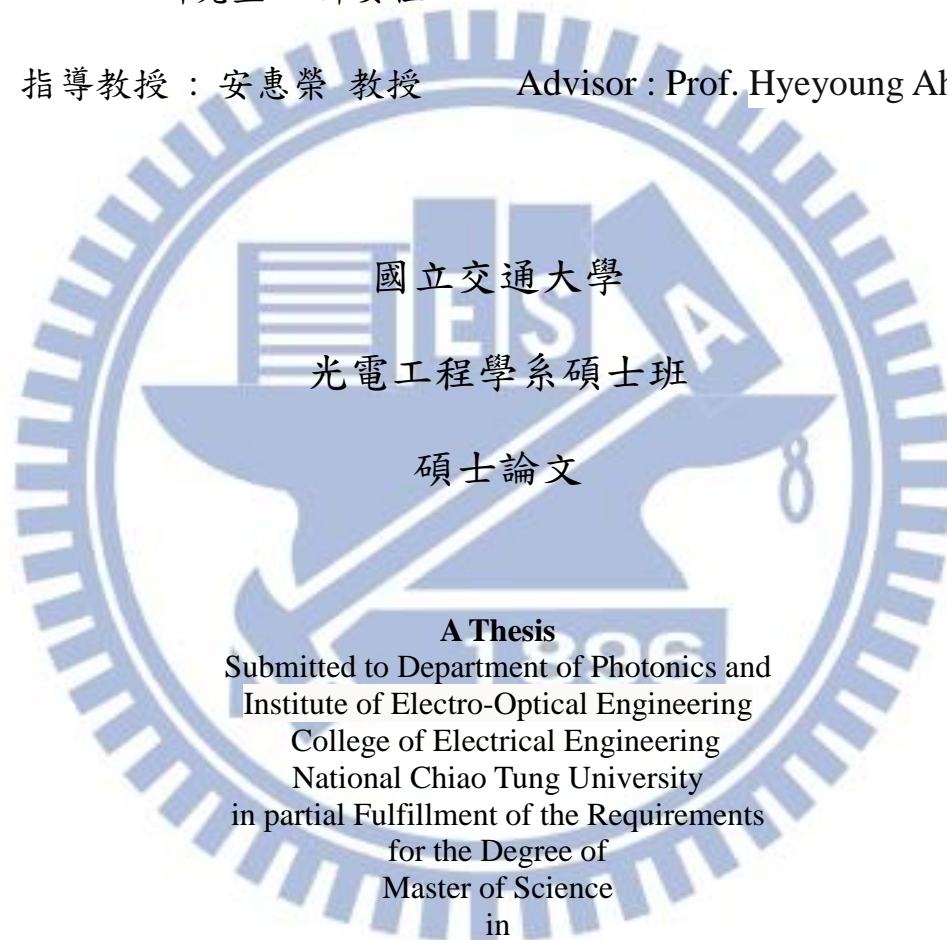 指導教授 : 安惠榮 教授 Advisor : Prof. Hyeyoung
國立交通大學
光電工程學系碩士班
碩士論文
E S A
1896
A Thesis
Submitted to Department of Photonics and
Institute of Electro-Optical Engineering
College of Electrical Engineering
National Chiao Tung University
in partial Fulfillment of the Requirements
for the Degree of
Master of Science
in